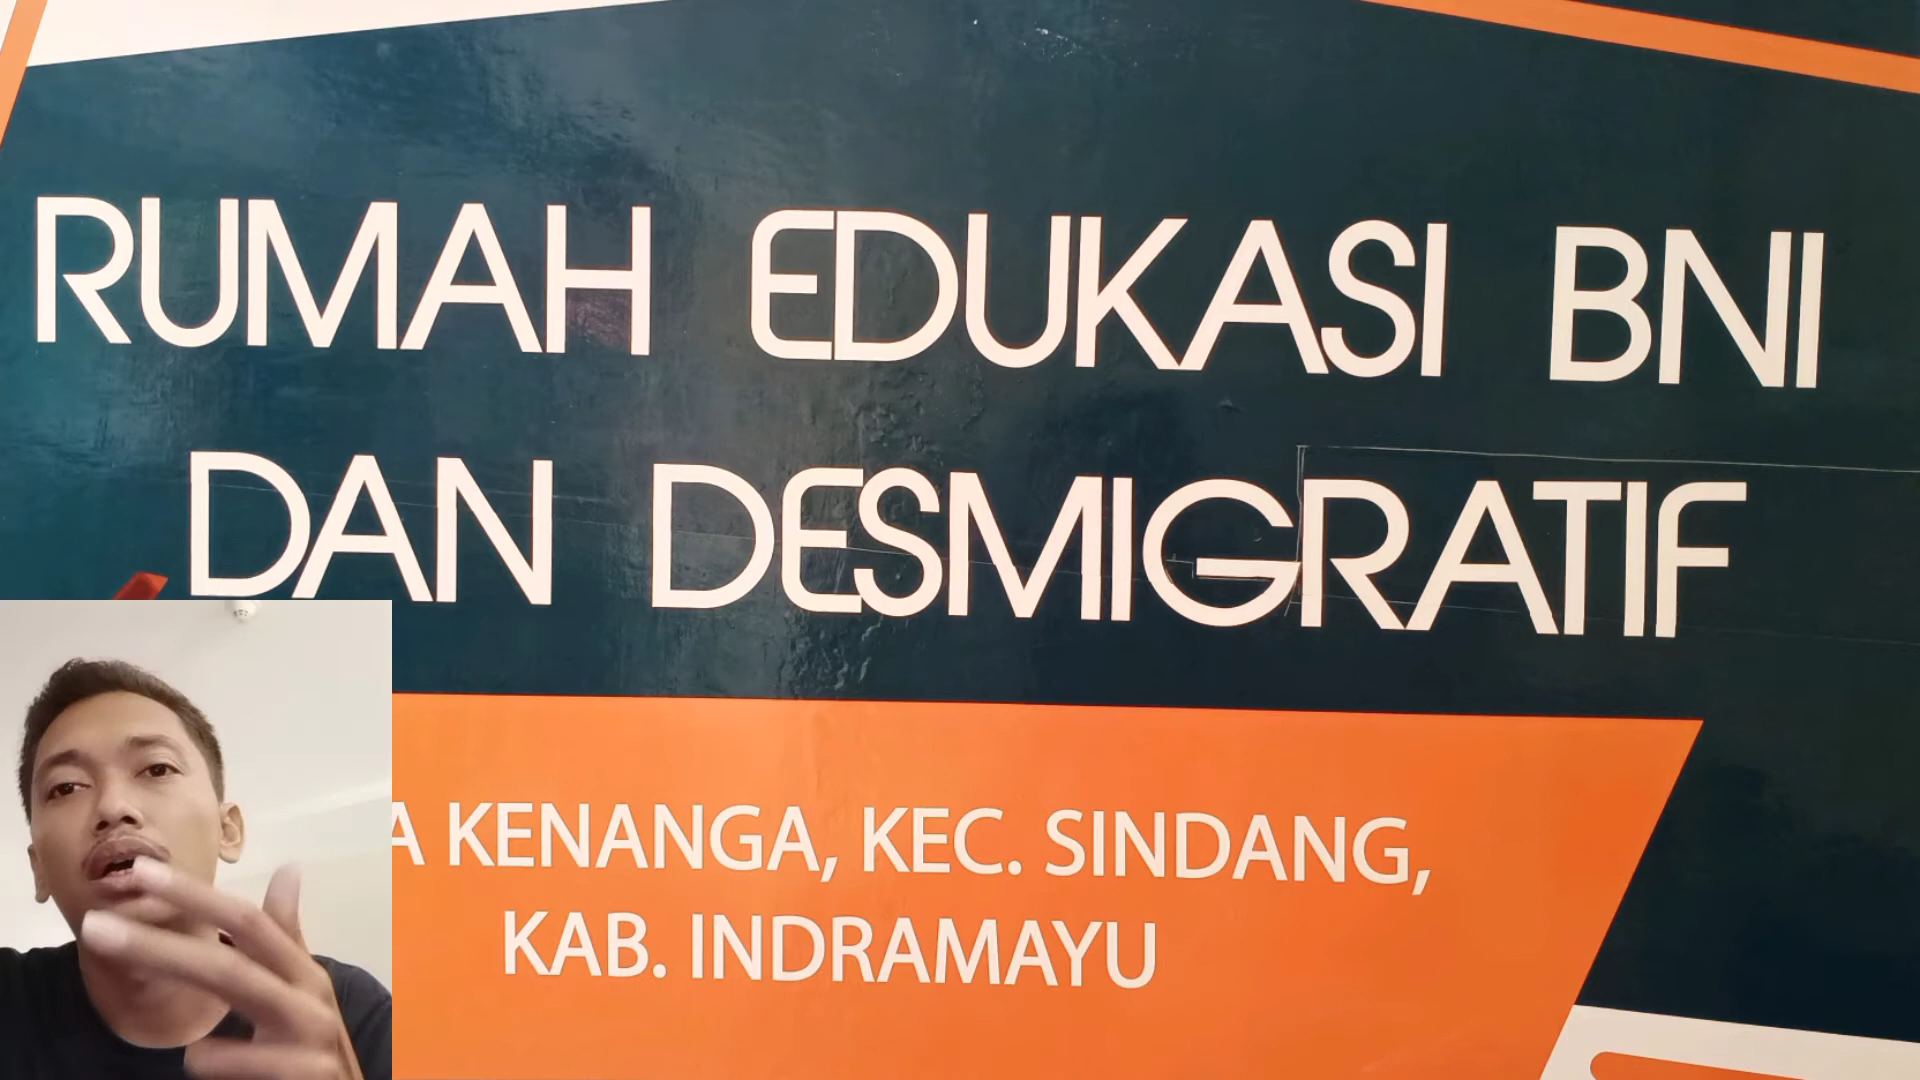 RUMAH EDUKASI BNI
DAN DESMIGRATIF
KENANGA, KEC. SINDANG,
KAB. INDRAMAYU